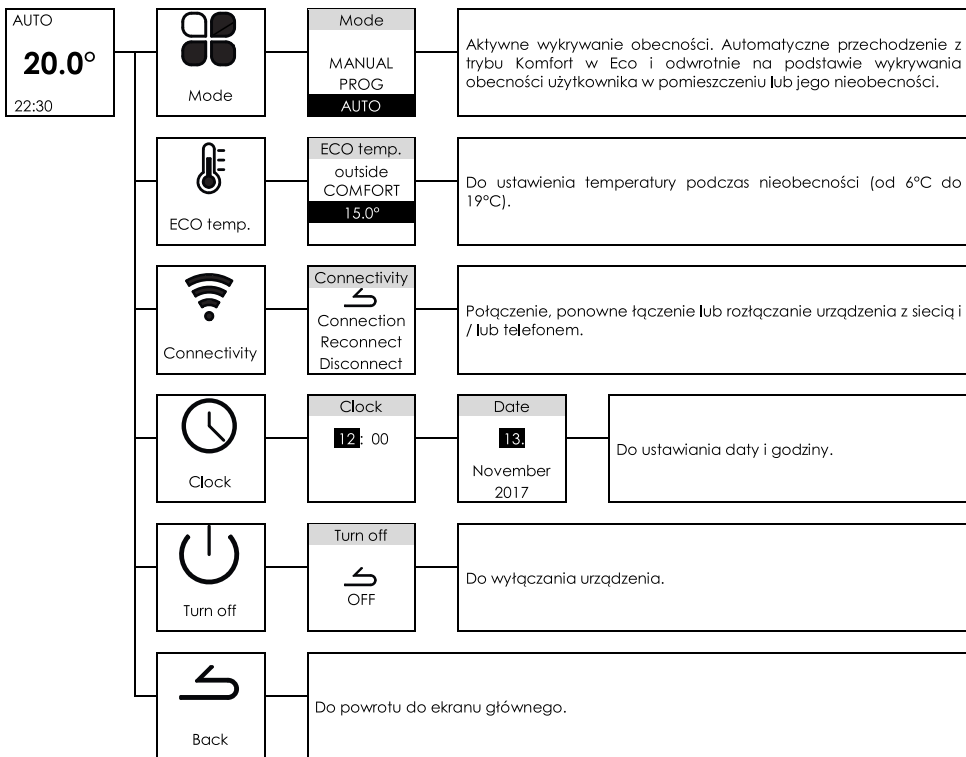 AUTO
20.0°
22:30
Mode
Mode
MANUAL
PROG
AUTO
Aktywne wykrywanie obecności. Automatyczne przechodzenie z
trybu Komfort w Eco i odwrotnie na podstawie wykrywania
obecności użytkownika w pomieszczeniu lub jego nieobecności.
ECO temp.
ECO temp.
outside
COMFORT
15.0°
Do ustawienia temperatury podczas nieobecności (od 6°C do
19°C).
Connectivity
Connectivity
Connection
Reconnect
Disconnect
Połączenie, ponowne łączenie lub rozłączanie urządzenia z siecią i
/ lub telefonem.
Clock
Clock
12: 00
Date
13.
November
2017
Do ustawiania daty i godziny.
Turn off
Turn off
OFF
Do wyłączania urządzenia.
Back
Do powrotu do ekranu głównego.